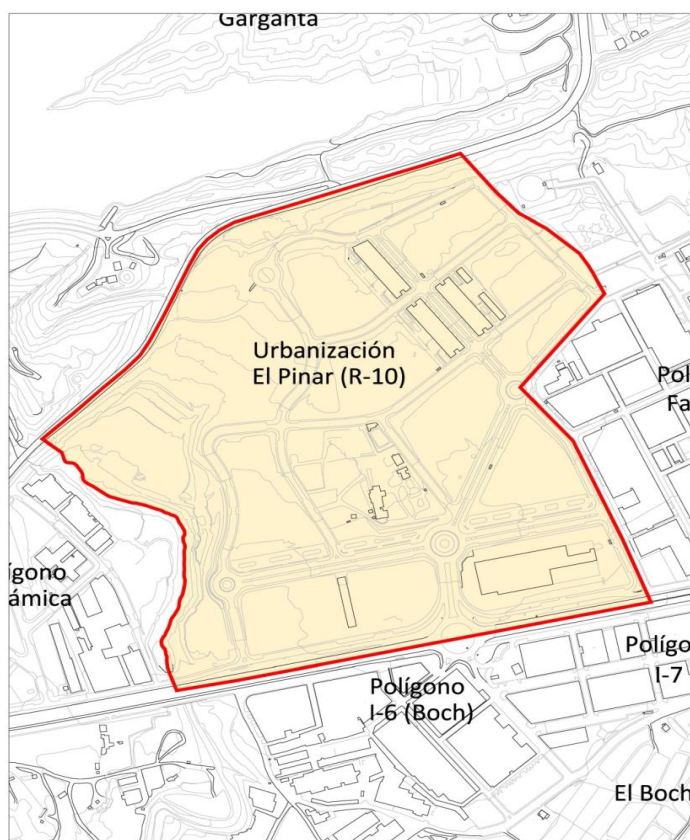 Garganta
Urbanización
El Pinar (R-10)
Pol
Fa
ígono
ámica
Polígono
I-6 (Boch)
Polígo
I-7
El Boch